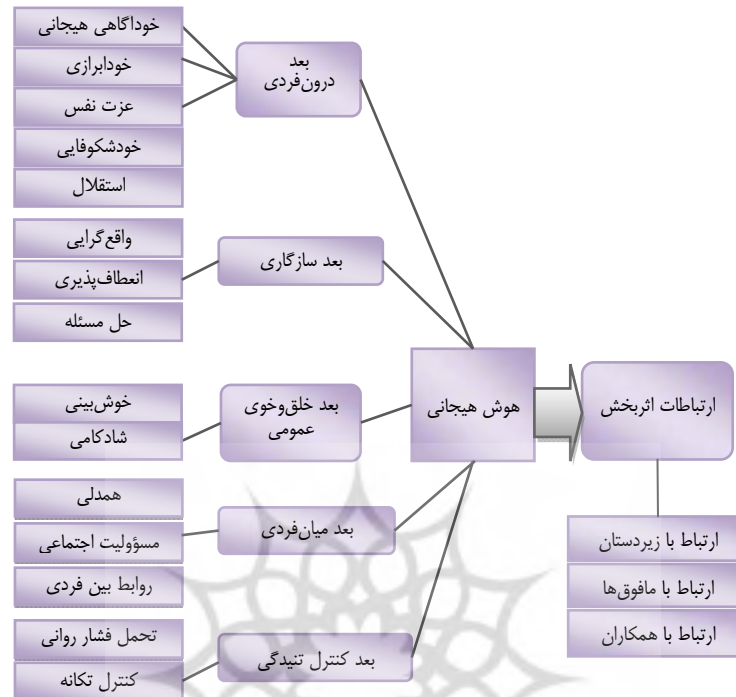 خوداگاهی هیجانی
خودابرازی
عزت نفس
خودشکوفایی
استقلال
بعد
درون‌فردی
واقع‌گرایی
انعطاف‌پذیری
حل مسئله
بعد سازگاری
خوش‌بینی
شادکامی
بعد خلق‌وخوی
عمومی
همدلی
مسؤولیت اجتماعی
روابط بین فردی
بعد میان‌فردی
تحمل فشار روانی
کنترل تکانه
بعد کنترل تنیدگی
هوش هیجانی
ارتباطات اثربخش
ارتباط با زیردستان
ارتباط با مافوق‌ها
ارتباط با همکاران